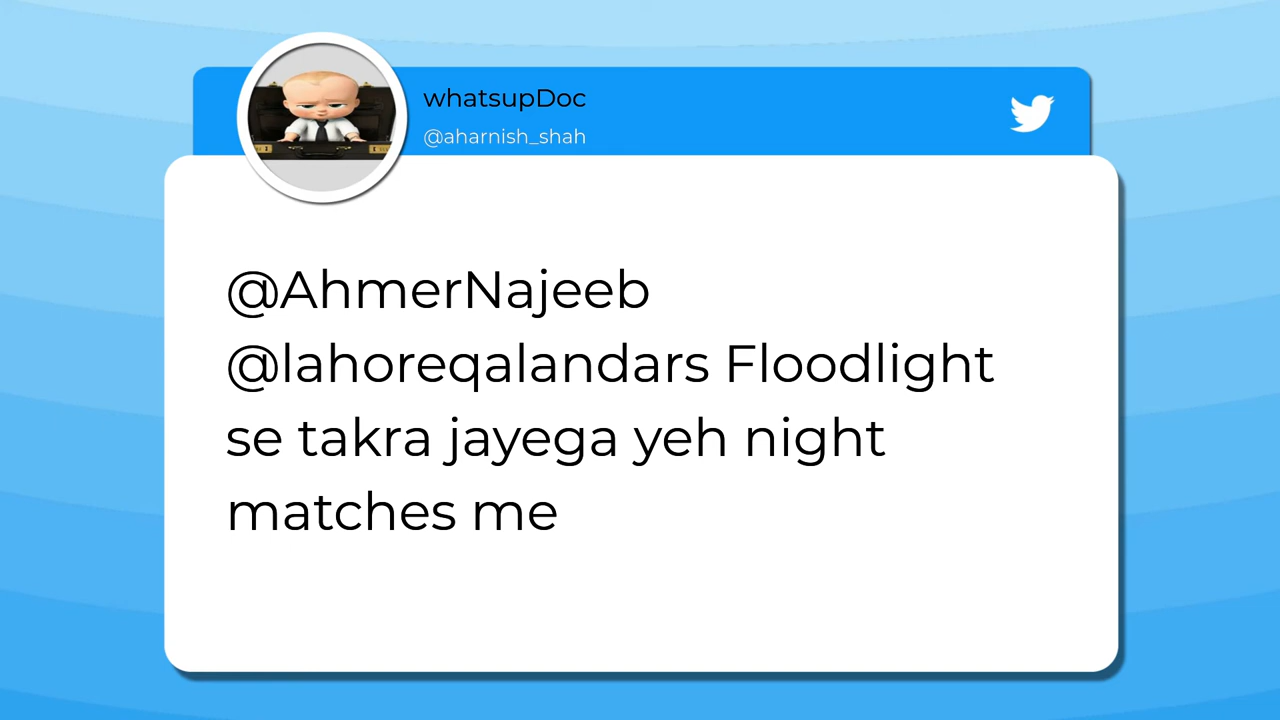 whatsupDoc
@aharnish_shah
@AhmerNajeeb
@lahoreqalandars Floodlight
se takra jayega yeh night
matches me